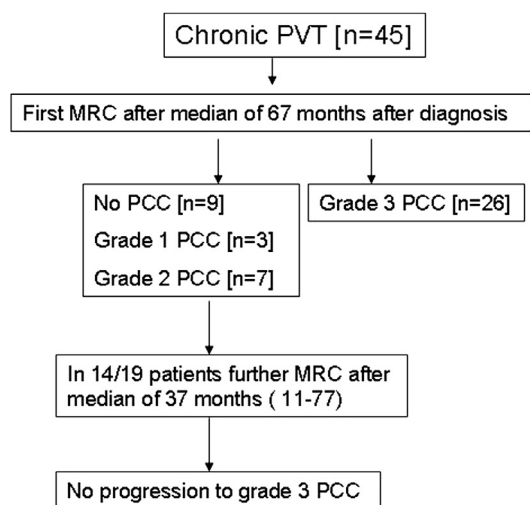 Chronic PVT [n=45]
First MRC after median of 67 months after diagnosis
No PCC [n=9]
Grade 1 PCC [n=3]
Grade 2 PCC [n=7]
Grade 3 PCC [n=26]
In 14/19 patients further MRC after
median of 37 months ( 11-77)
No progression to grade 3 PCC